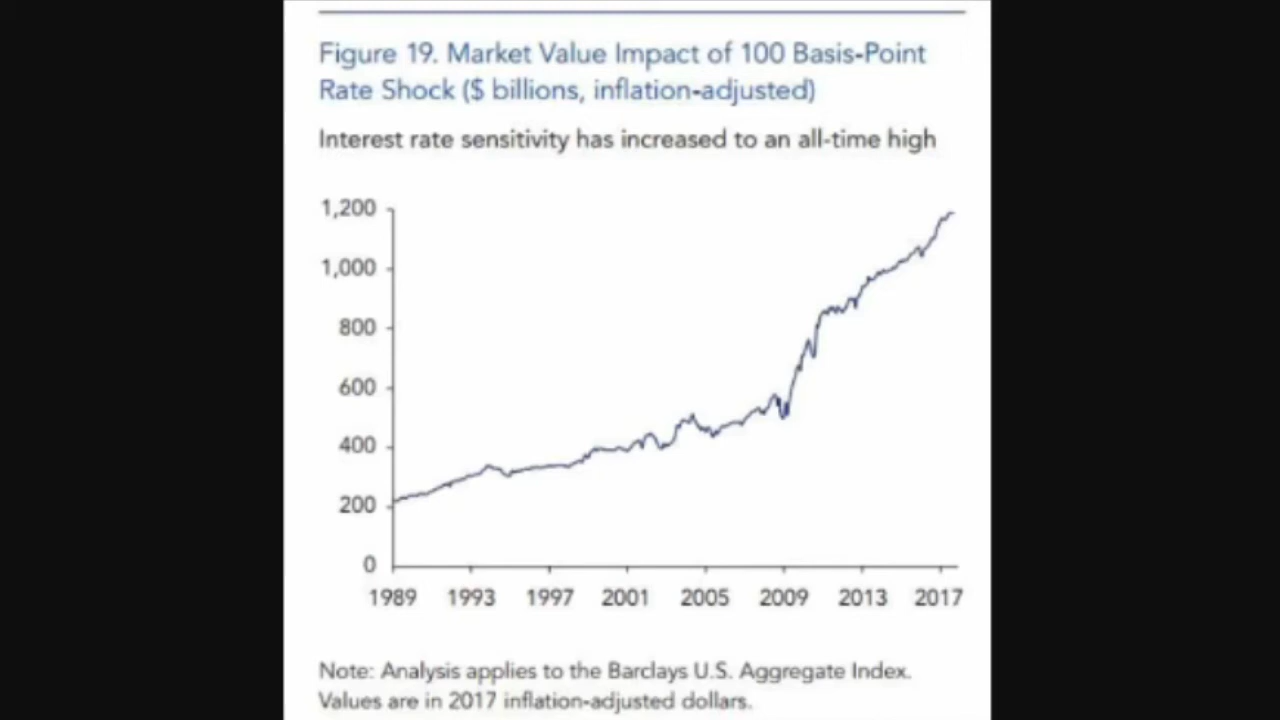 Figure 19. Market Value Impact of 100 Basis-Point
Rate Shock ($ billions, inflation-adjusted)
Interest rate sensitivity has increased to an all-time high
1,200
1,000
800
600
400
200
0
1989 1993 1997 2001 2005 2009 2013 2017
Note: Analysis applies to the Barclays U.S. Aggregate Index.
Values are in 2017 inflation-adjusted dollars.